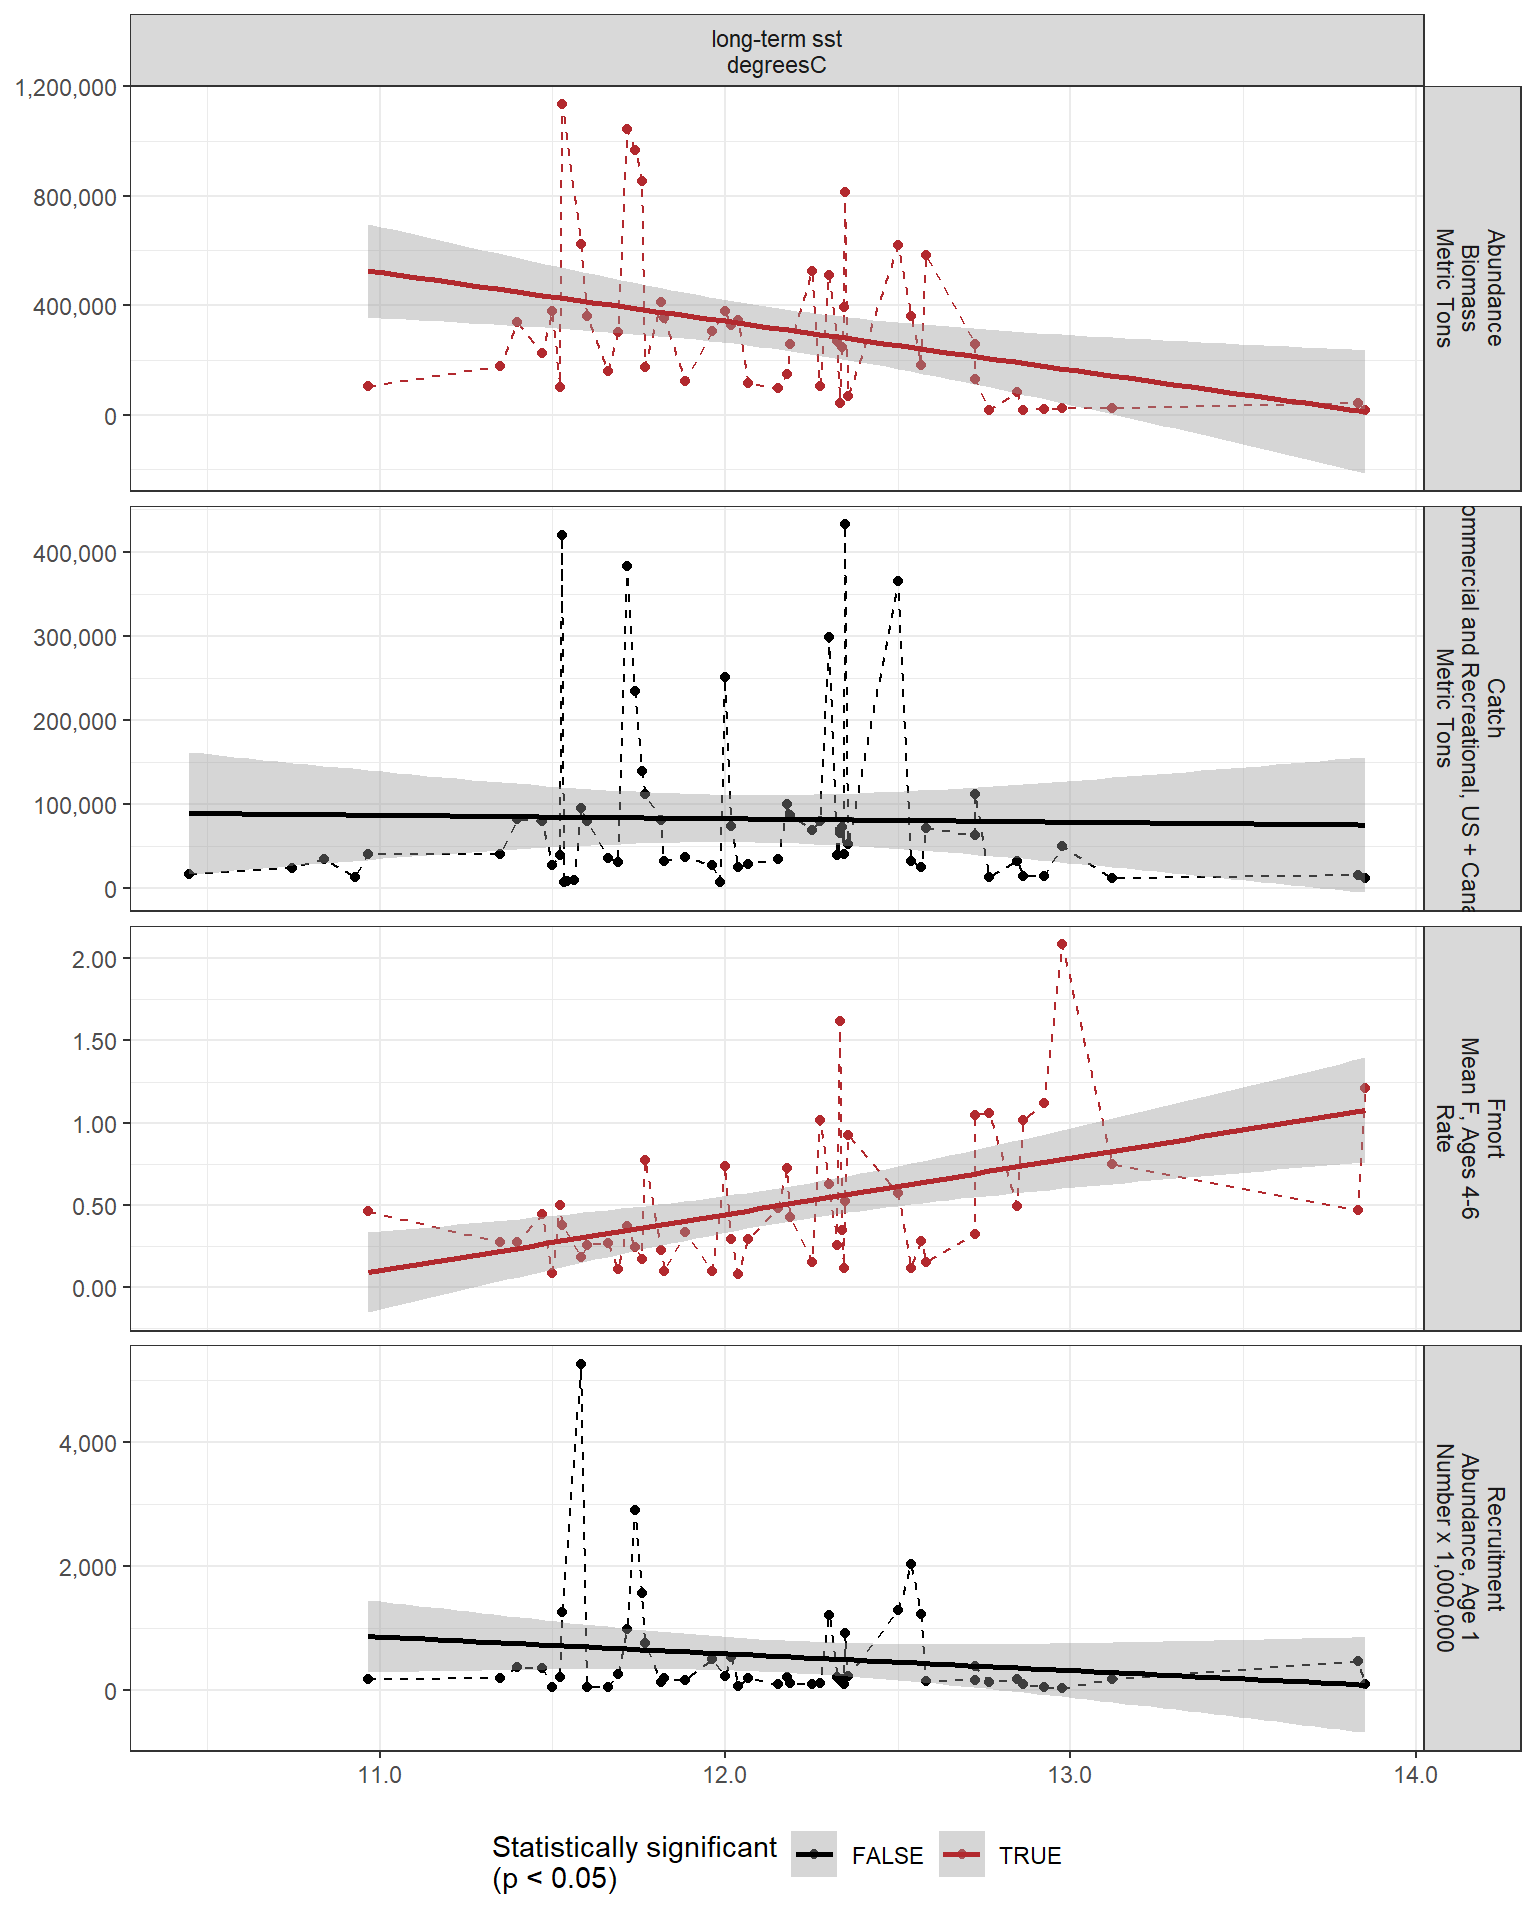 long-term sst
degreesC
1,200,000
800,000
400,000
0
Abundance
Biomass
Metric Tons
400,000
300,000
200,000
100,000
0
Catch
ommercial and Recreational, US + Cana
Metric Tons
2.00
1.50
1.00
0.50
0.00
Fmort
Mean F, Ages 4-6
Rate
4,000
2,000
0
Recruitment
Abundance, Age 1
Number x 1,000,000
11.0
12.0
13.0
14.0
Statistically significant
(p < 0.05)
FALSE
TRUE